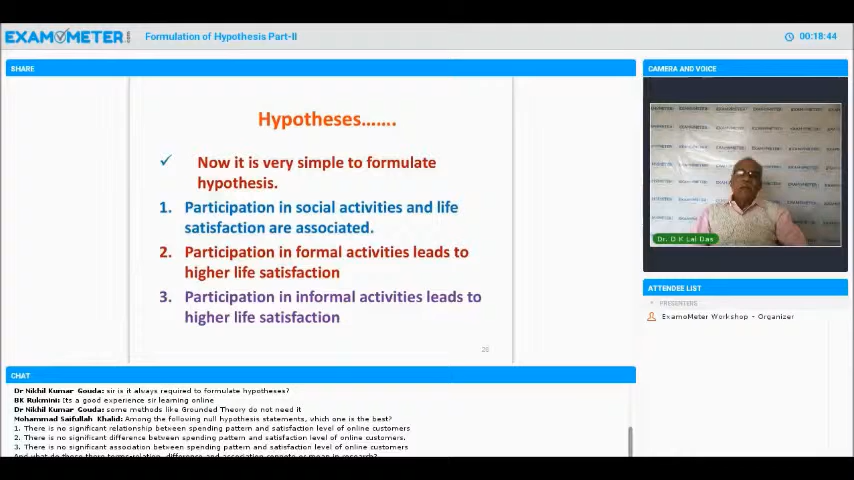 EXAMOMETER.com
Formulation of Hypothesis Part-II
00:18:44
SHARE
Hypotheses.......
✓ Now it is very simple to formulate
hypothesis.
1. Participation in social activities and life
satisfaction are associated.
2. Participation in formal activities leads to
higher life satisfaction
3. Participation in informal activities leads to
higher life satisfaction
26
CAMERA AND VOICE
Dr. D K Lal Das
ATTENDEE LIST
PRESENTERS
ExamoMeter Workshop - Organizer
CHAT
Dr Nikhil Kumar Gouda: sir is it always required to formulate hypotheses?
BK Rukmini: Its a good experience sir learning online
Dr Nikhil Kumar Gouda: some methods like Grounded Theory do not need it
Mohammad Saifullah Khalid: Among the following null hypothesis statements, which one is the best?
1. There is no significant relationship between spending pattern and satisfaction level of online customers
2. There is no significant difference between spending pattern and satisfaction level of online customers.
3. There is no significant association between spending pattern and satisfaction level of online customers